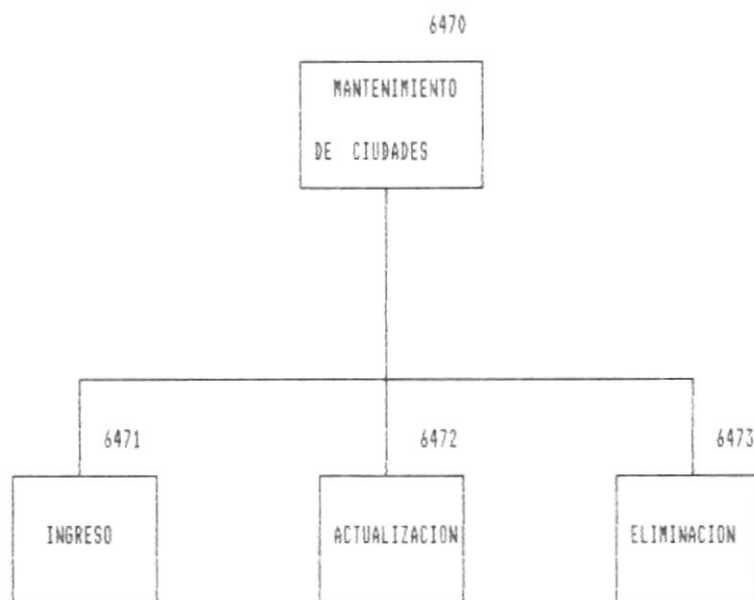 6470
MANTENIMIENTO
DE CIUDADES
6471
6472
6473
INGRESO
ACTUALIZACION
ELIMINACION